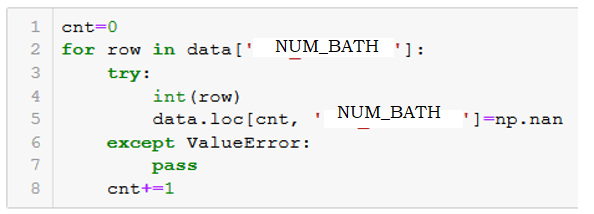 1 cnt=0
2 for row in data['NUM_BATH']:
3 try:
4 int(row)
5 data.loc[cnt, 'NUM_BATH']=np.nan
6 except ValueError:
7 pass
8 cnt+=1